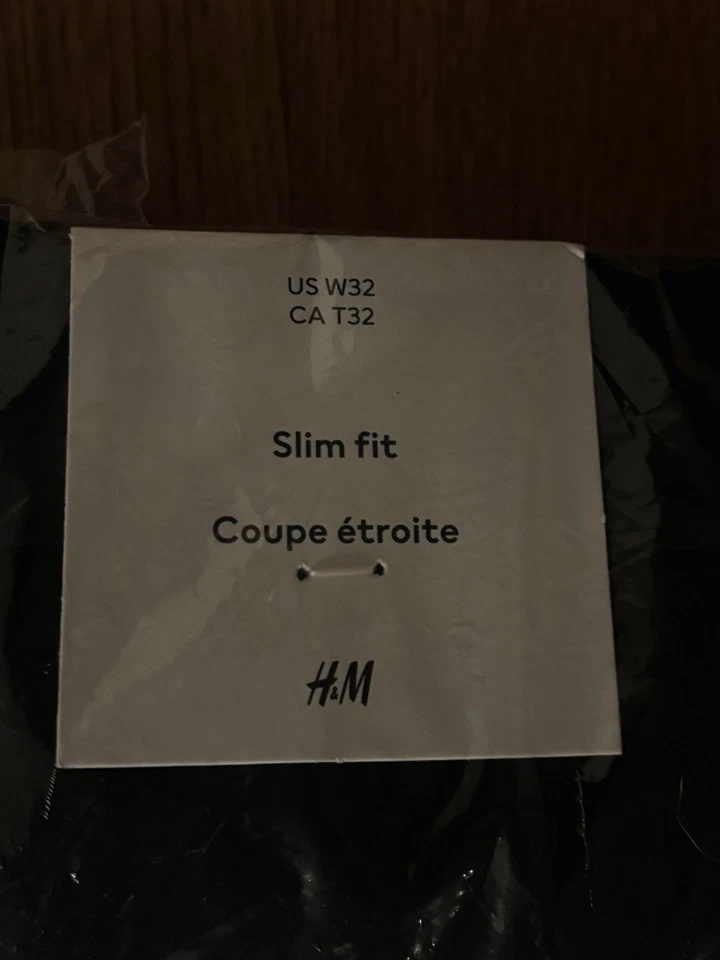 US W32
CA T32
Slim fit
Coupe étroite
H&M